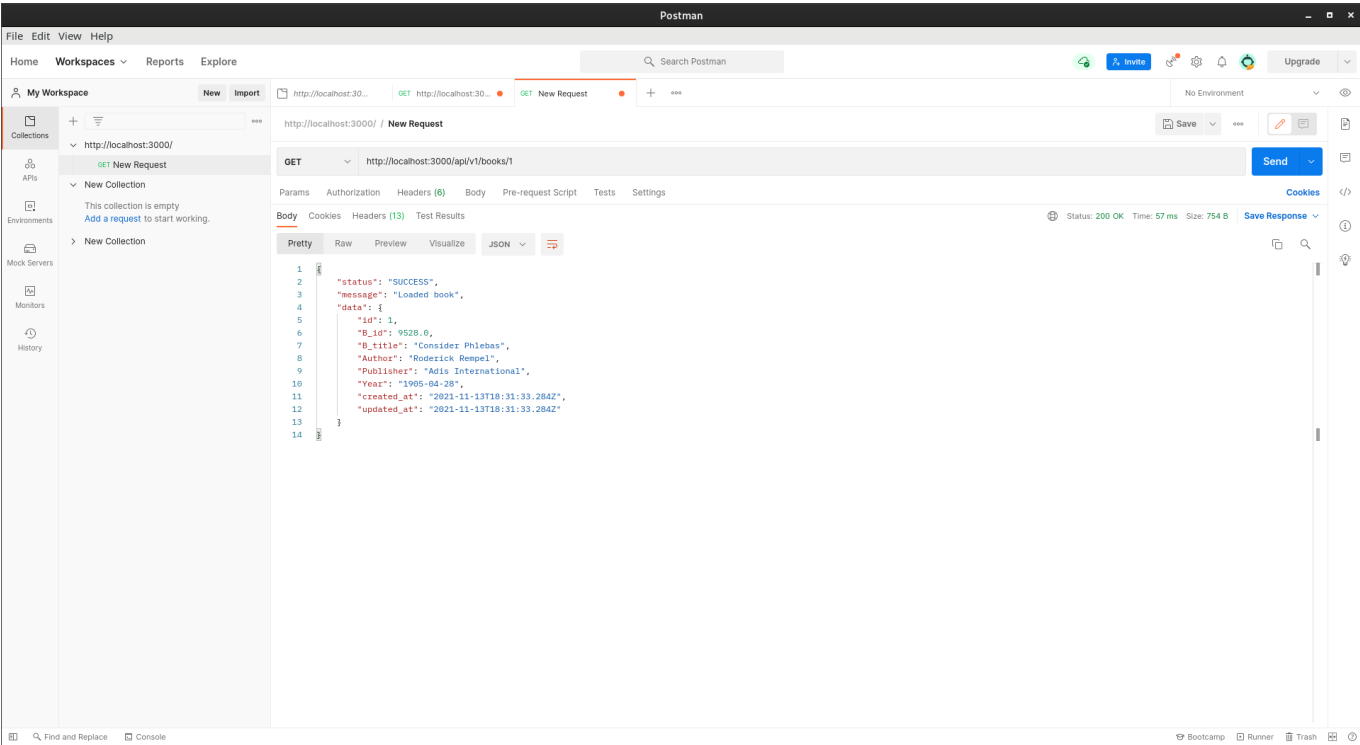 Postman
File Edit View Help
Home Workspaces Reports Explore
Search Postman
Invite
Upgrade
My Workspace
New Import
http://localhost:30...
GET http://localhost:30...
GET New Request
No Environment
Collections
APIs
Environments
Mock Servers
Monitors
History
http://localhost:3000/
GET New Request
New Collection
This collection is empty
Add a request to start working.
New Collection
http://localhost:3000/ / New Request
Save
GET http://localhost:3000/api/v1/books/1
Send
Params Authorization Headers (6) Body Pre-request Script Tests Settings
Cookies
Body Cookies Headers (13) Test Results
Status: 200 OK Time: 57 ms Size: 754 B Save Response
Pretty Raw Preview Visualize JSON
1 {
2 "status": "SUCCESS",
3 "message": "Loaded book",
4 "data": {
5 "id": 1,
6 "B_id": 9528.0,
7 "B_title": "Consider Phlebas",
8 "Author": "Roderick Rempel",
9 "Publisher": "Adis International",
10 "Year": "1905-04-28",
11 "created_at": "2021-11-13T18:31:33.284Z",
12 "updated_at": "2021-11-13T18:31:33.284Z"
13 }
14 }
Find and Replace Console
Bootcamp Runner Trash